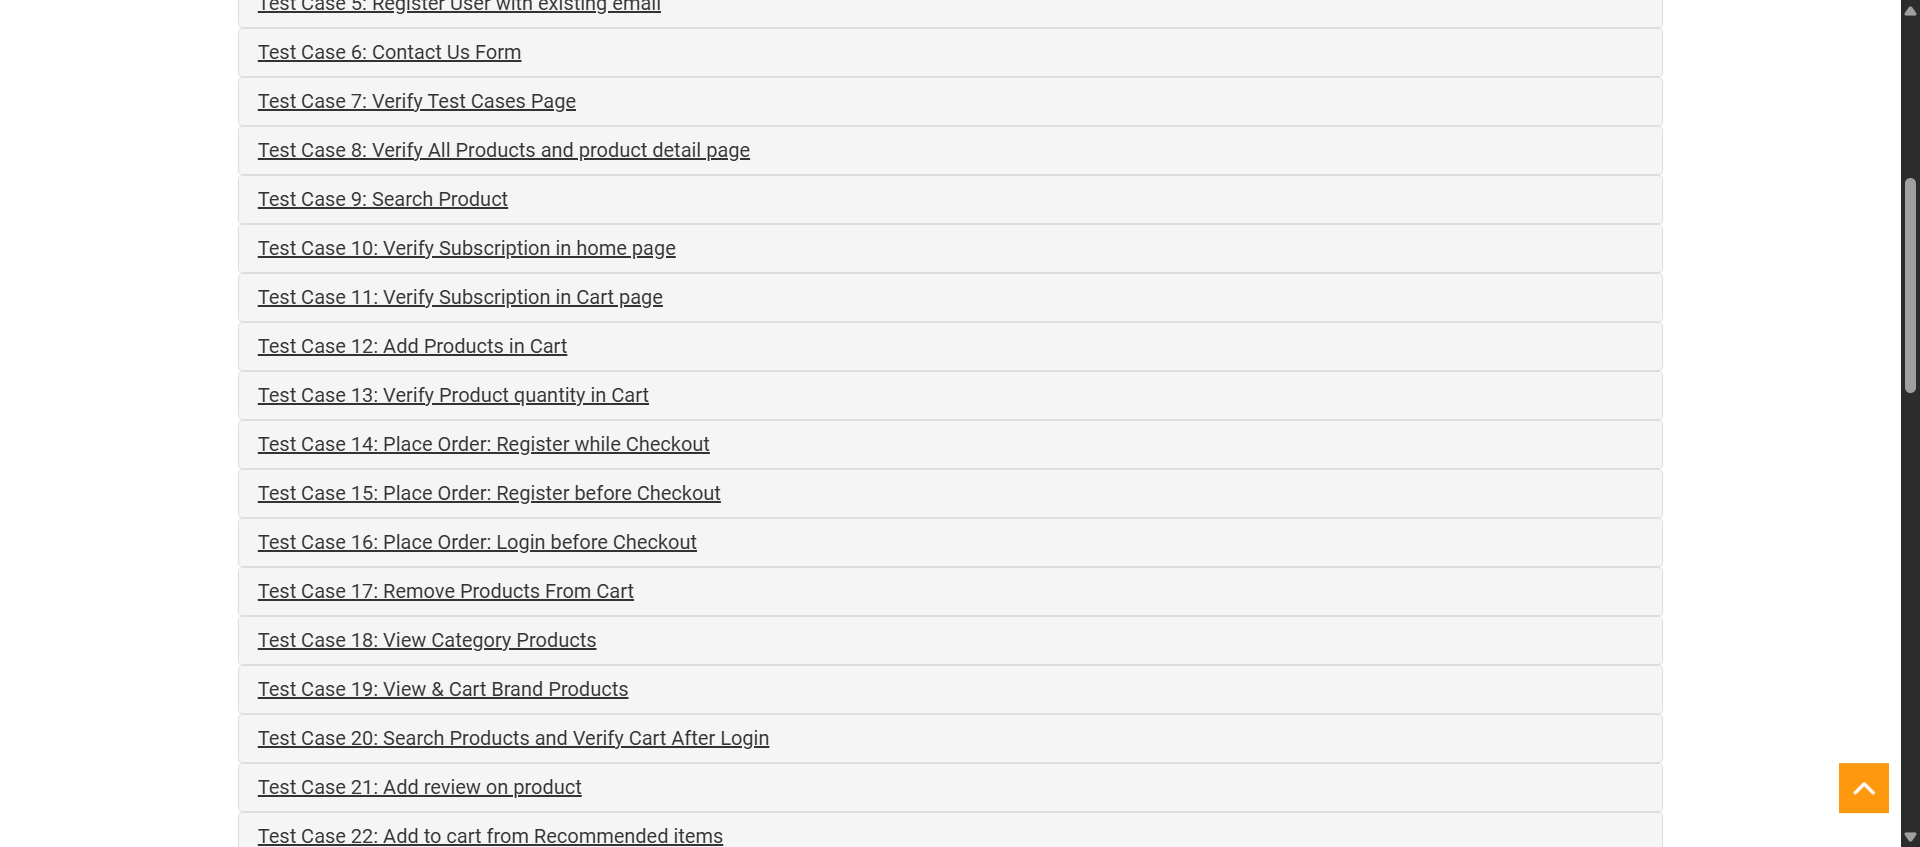 Test Case 5: Register User with existing email
Test Case 6: Contact Us Form
Test Case 7: Verify Test Cases Page
Test Case 8: Verify All Products and product detail page
Test Case 9: Search Product
Test Case 10: Verify Subscription in home page
Test Case 11: Verify Subscription in Cart page
Test Case 12: Add Products in Cart
Test Case 13: Verify Product quantity in Cart
Test Case 14: Place Order: Register while Checkout
Test Case 15: Place Order: Register before Checkout
Test Case 16: Place Order: Login before Checkout
Test Case 17: Remove Products From Cart
Test Case 18: View Category Products
Test Case 19: View & Cart Brand Products
Test Case 20: Search Products and Verify Cart After Login
Test Case 21: Add review on product
Test Case 22: Add to cart from Recommended items